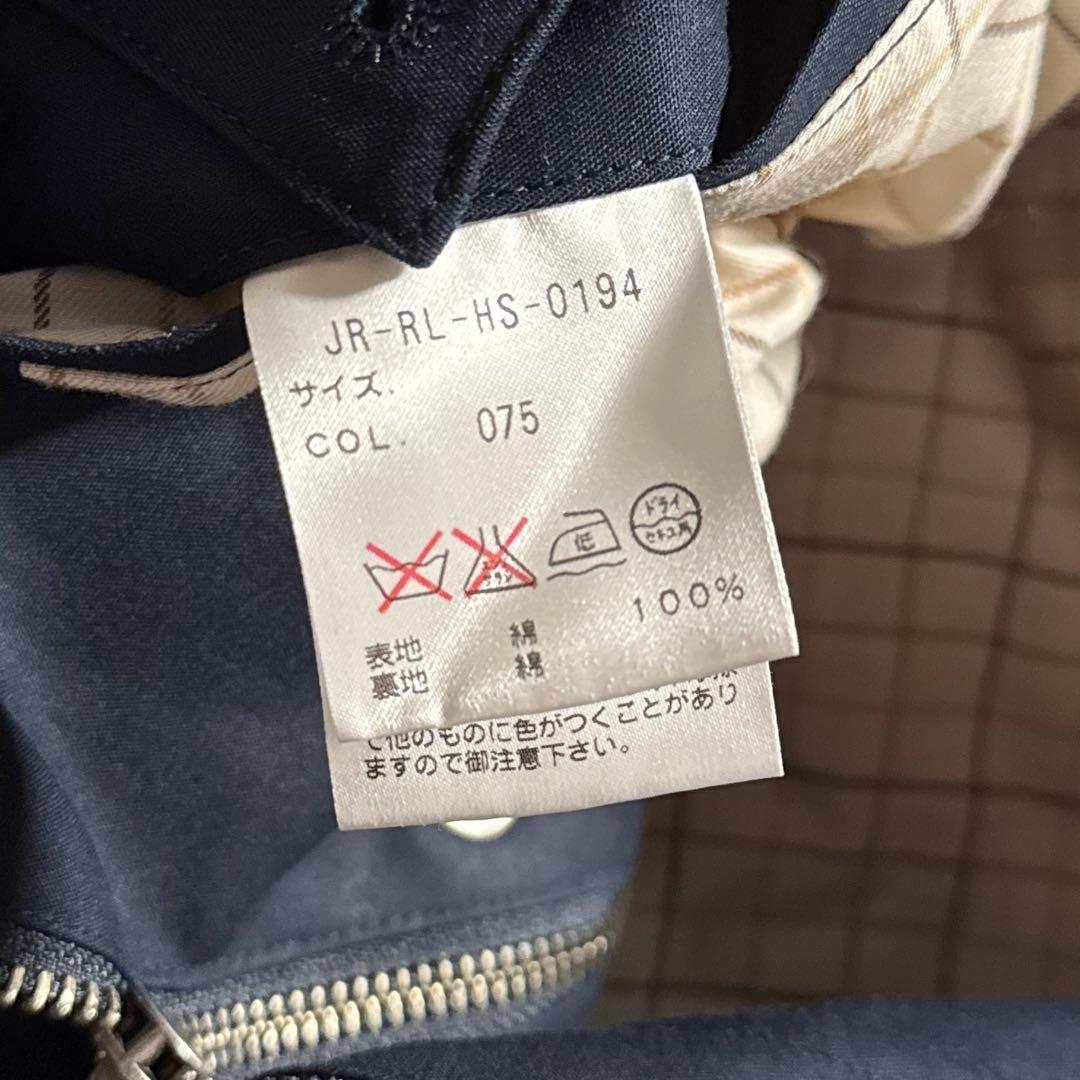 JR-RL-HS-0194
サイズ.
COL. 075
低
ドライ
セキユ系
100%
表地 綿
裏地 綿
て他のものに色がつくことがあり
ますので御注意下さい。